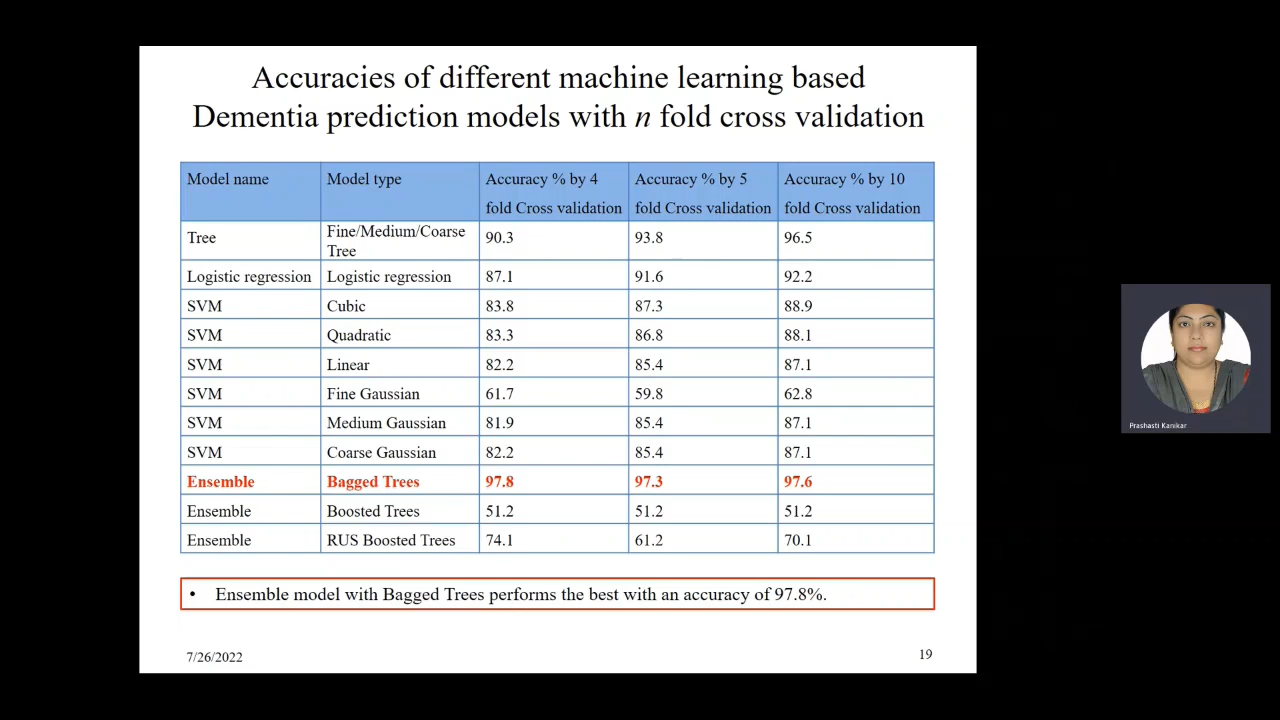 Accuracies of different machine learning based
Dementia prediction models with n fold cross validation
Model name Model type Accuracy % by 4 fold Cross validation Accuracy % by 5 fold Cross validation Accuracy % by 10 fold Cross validation
Tree Fine/Medium/Coarse Tree 90.3 93.8 96.5
Logistic regression Logistic regression 87.1 91.6 92.2
SVM Cubic 83.8 87.3 88.9
SVM Quadratic 83.3 86.8 88.1
SVM Linear 82.2 85.4 87.1
SVM Fine Gaussian 61.7 59.8 62.8
SVM Medium Gaussian 81.9 85.4 87.1
SVM Coarse Gaussian 82.2 85.4 87.1
Ensemble Bagged Trees 97.8 97.3 97.6
Ensemble Boosted Trees 51.2 51.2 51.2
Ensemble RUS Boosted Trees 74.1 61.2 70.1
• Ensemble model with Bagged Trees performs the best with an accuracy of 97.8%.
7/26/2022 19
Prashasti Kanikar